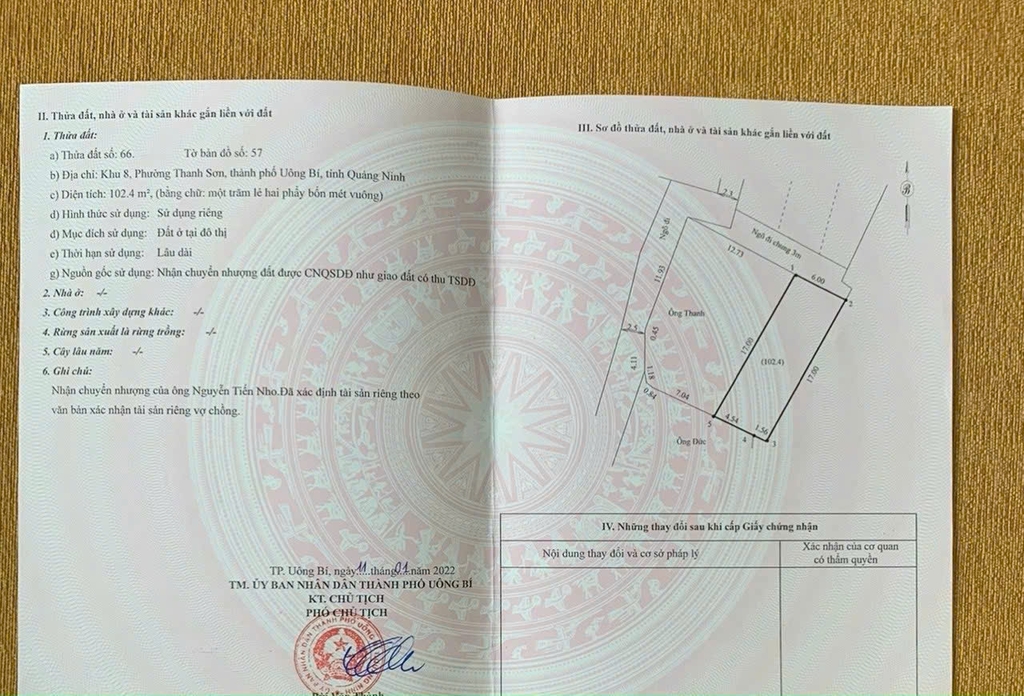 II. Thửa đất, nhà ở và tài sản khác gắn liền với đất
1. Thửa đất:
a) Thửa đất số: 66. Tờ bản đồ số: 57
b) Địa chỉ: Khu 8, Phường Thanh Sơn, thành phố Uông Bí, tỉnh Quảng Ninh
c) Diện tích: 102.4 m², (bằng chữ: một trăm lẻ hai phẩy bốn mét vuông)
d) Hình thức sử dụng: Sử dụng riêng
đ) Mục đích sử dụng: Đất ở tại đô thị
e) Thời hạn sử dụng: Lâu dài
g) Nguồn gốc sử dụng: Nhận chuyển nhượng đất được CNQSDĐ như giao đất có thu TSDĐ
2. Nhà ở: -/-
3. Công trình xây dựng khác: -/-
4. Rừng sản xuất là rừng trồng: -/-
5. Cây lâu năm: -/-
6. Ghi chú:
Nhận chuyển nhượng của ông Nguyễn Tiến Nho.Đã xác định tài sản riêng theo
văn bản xác nhận tài sản riêng vợ chồng.
TP. Uông Bí, ngày 11 tháng 01 năm 2022
TM. ỦY BAN NHÂN DÂN THÀNH PHỐ UÔNG BÍ
KT. CHỦ TỊCH
PHÓ CHỦ TỊCH
III. Sơ đồ thửa đất, nhà ở và tài sản khác gắn liền với đất
B
2.3
Ngõ đi
Ngõ đi chung 3m
12.73
1
6.00
2
11.93
Ông Thanh
2.5
0.45
17.00
(102.4)
17.00
4.11
1.18
0.84
7.04
5
4.54
1.56
4
3
Ông Đức
IV. Những thay đổi sau khi cấp Giấy chứng nhận
Nội dung thay đổi và cơ sở pháp lý
Xác nhận của cơ quan
có thẩm quyền